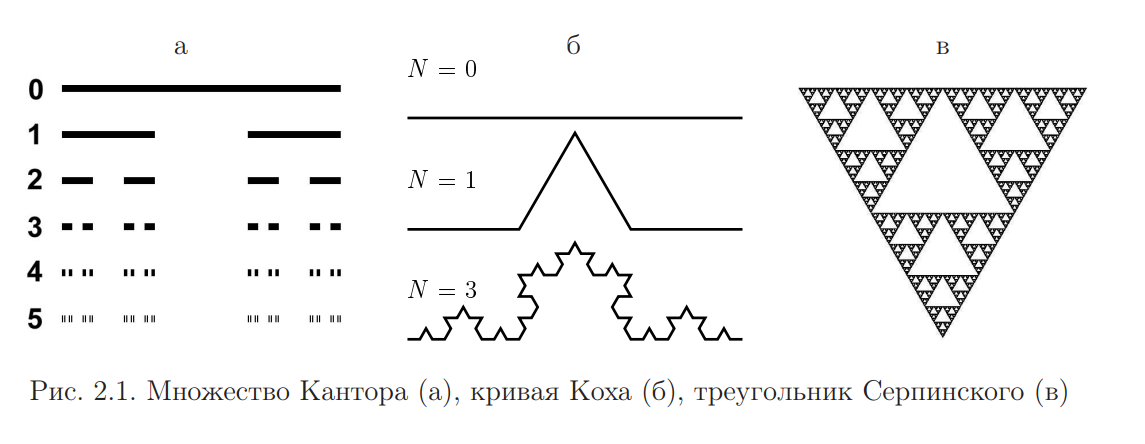 а
б
в
0
1
2
3
4
5
N = 0
N = 1
N = 3
Рис. 2.1. Множество Кантора (а), кривая Коха (б), треугольник Серпинского (в)